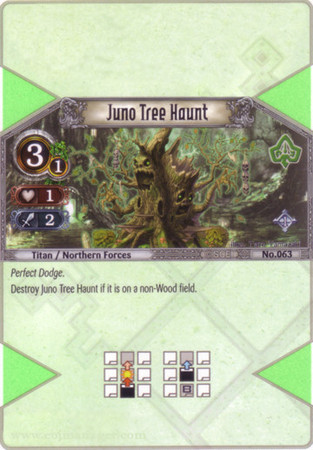 Juno Tree Haunt
3
1
1
2
Titan / Northern Forces
SUB
No.063
Perfect Dodge.
Destroy Juno Tree Haunt if it is on a non-Wood field.